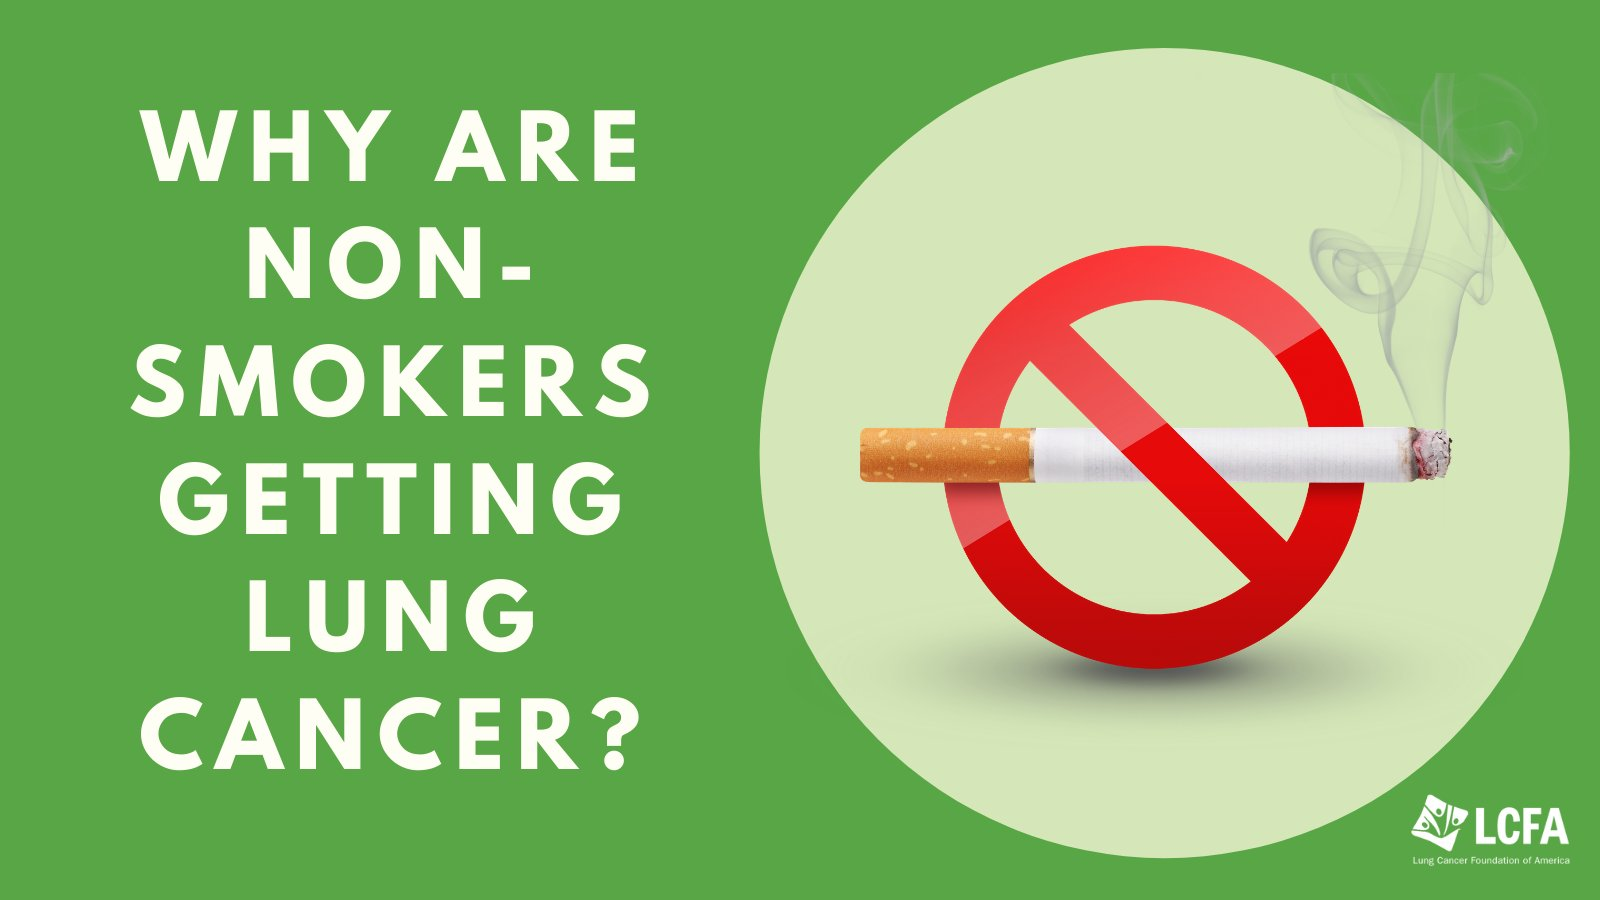 WHY ARE
NON-
SMOKERS
GETTING
LUNG
CANCER?
LCFA
Lung Cancer Foundation of America